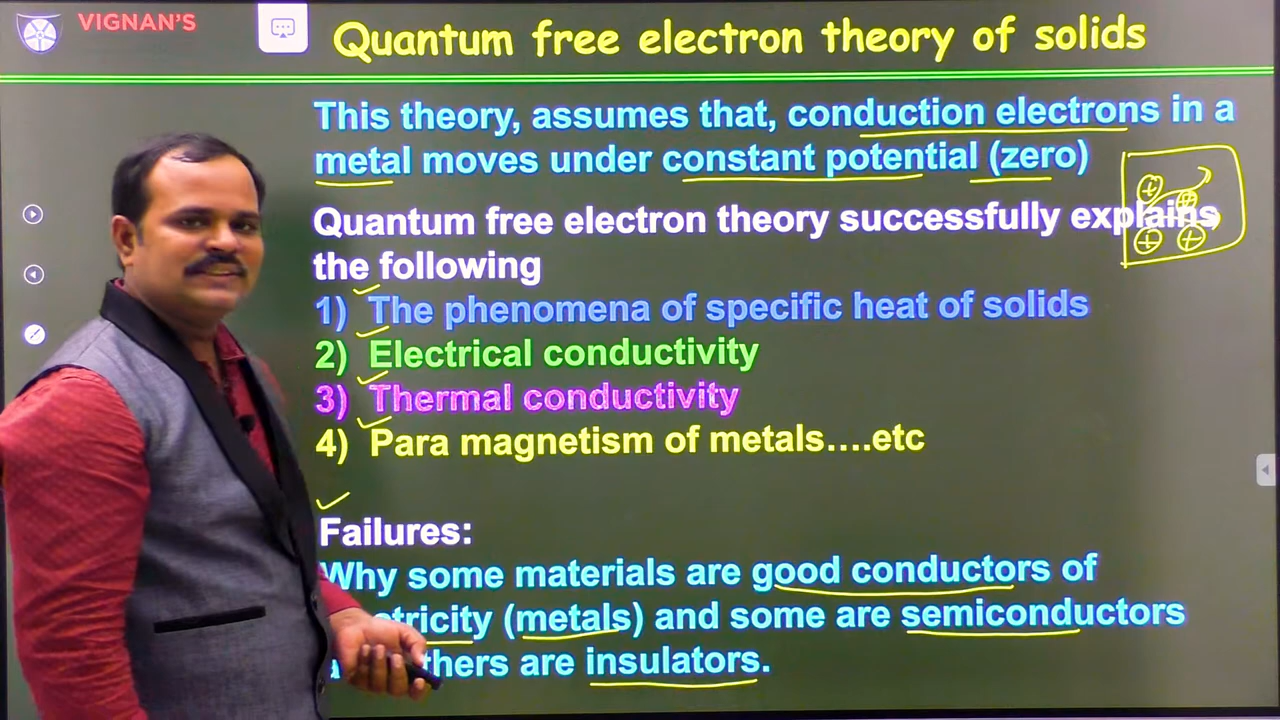 VIGNAN'S
Quantum free electron theory of solids
This theory, assumes that, conduction electrons in a
metal moves under constant potential (zero)
Quantum free electron theory successfully explains
the following
1) The phenomena of specific heat of solids
2) Electrical conductivity
3) Thermal conductivity
4) Para magnetism of metals....etc
Failures:
Why some materials are good conductors of
tricity (metals) and some are semiconductors
a thers are insulators.